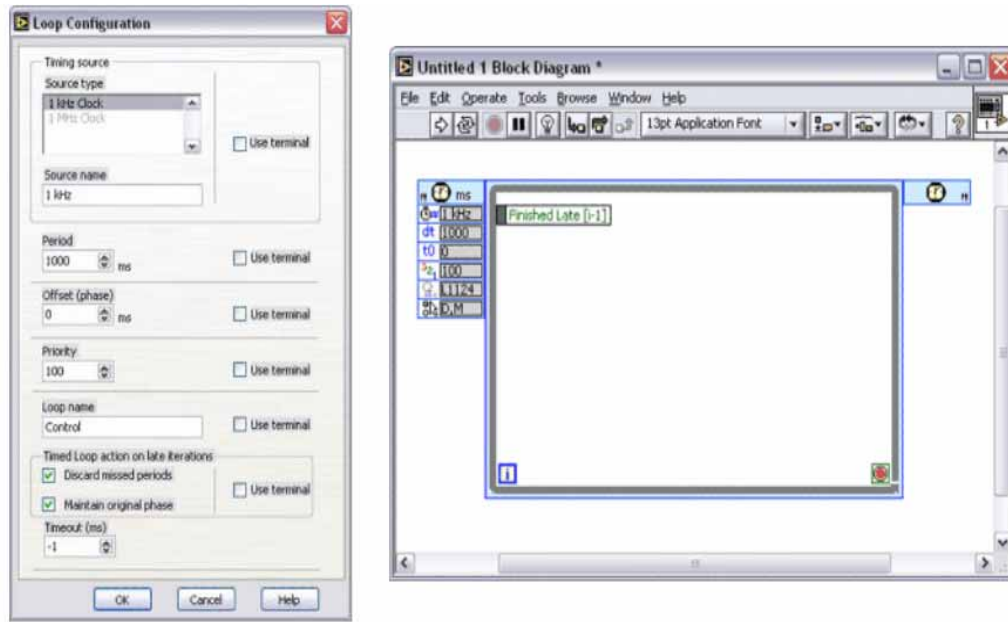 Loop Configuration
Timing source
Source type
1 kHz Clock
1 MHz Clock
Use terminal
Source name
1 kHz
Period
1000 ms
Use terminal
Offset (phase)
0 ms
Use terminal
Priority
100
Use terminal
Loop name
Control
Use terminal
Timed Loop action on late iterations
Discard missed periods
Use terminal
Maintain original phase
Timeout (ms)
-1
OK Cancel Help
Untitled 1 Block Diagram *
File Edit Operate Tools Browse Window Help
13pt Application Font
1
ms
1 kHz
Finished Late [i-1]
dt 1000
t0 0
100
L1124
D,M
i